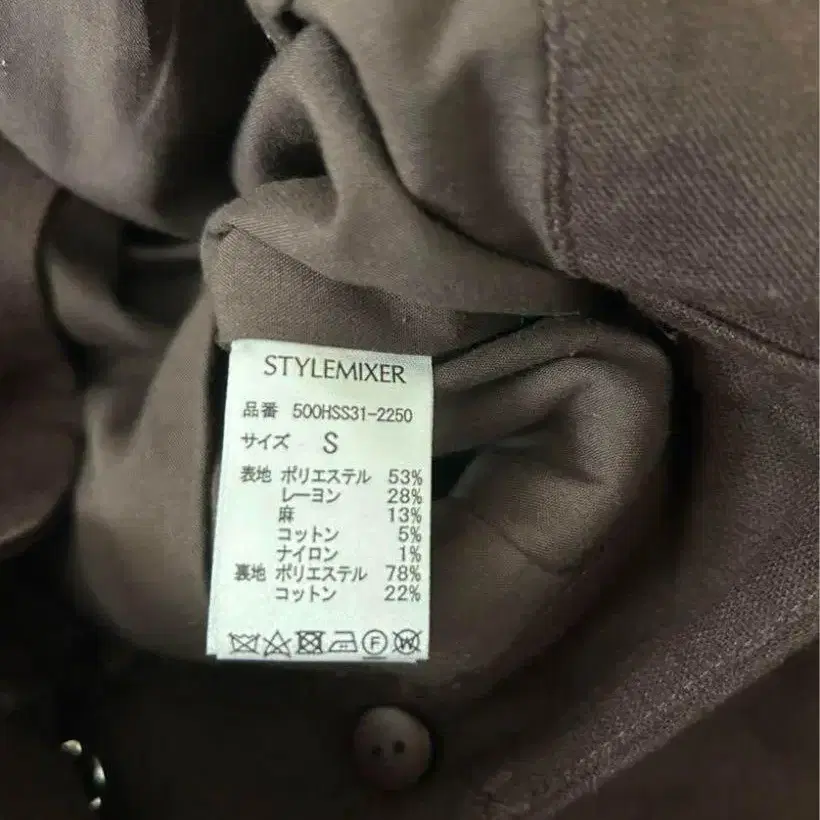 STYLEMIXER
品番 500HSS31-2250
サイズ S
表地 ポリエステル 53%
レーヨン 28%
麻 13%
コットン 5%
ナイロン 1%
裏地 ポリエステル 78%
コットン 22%
F W